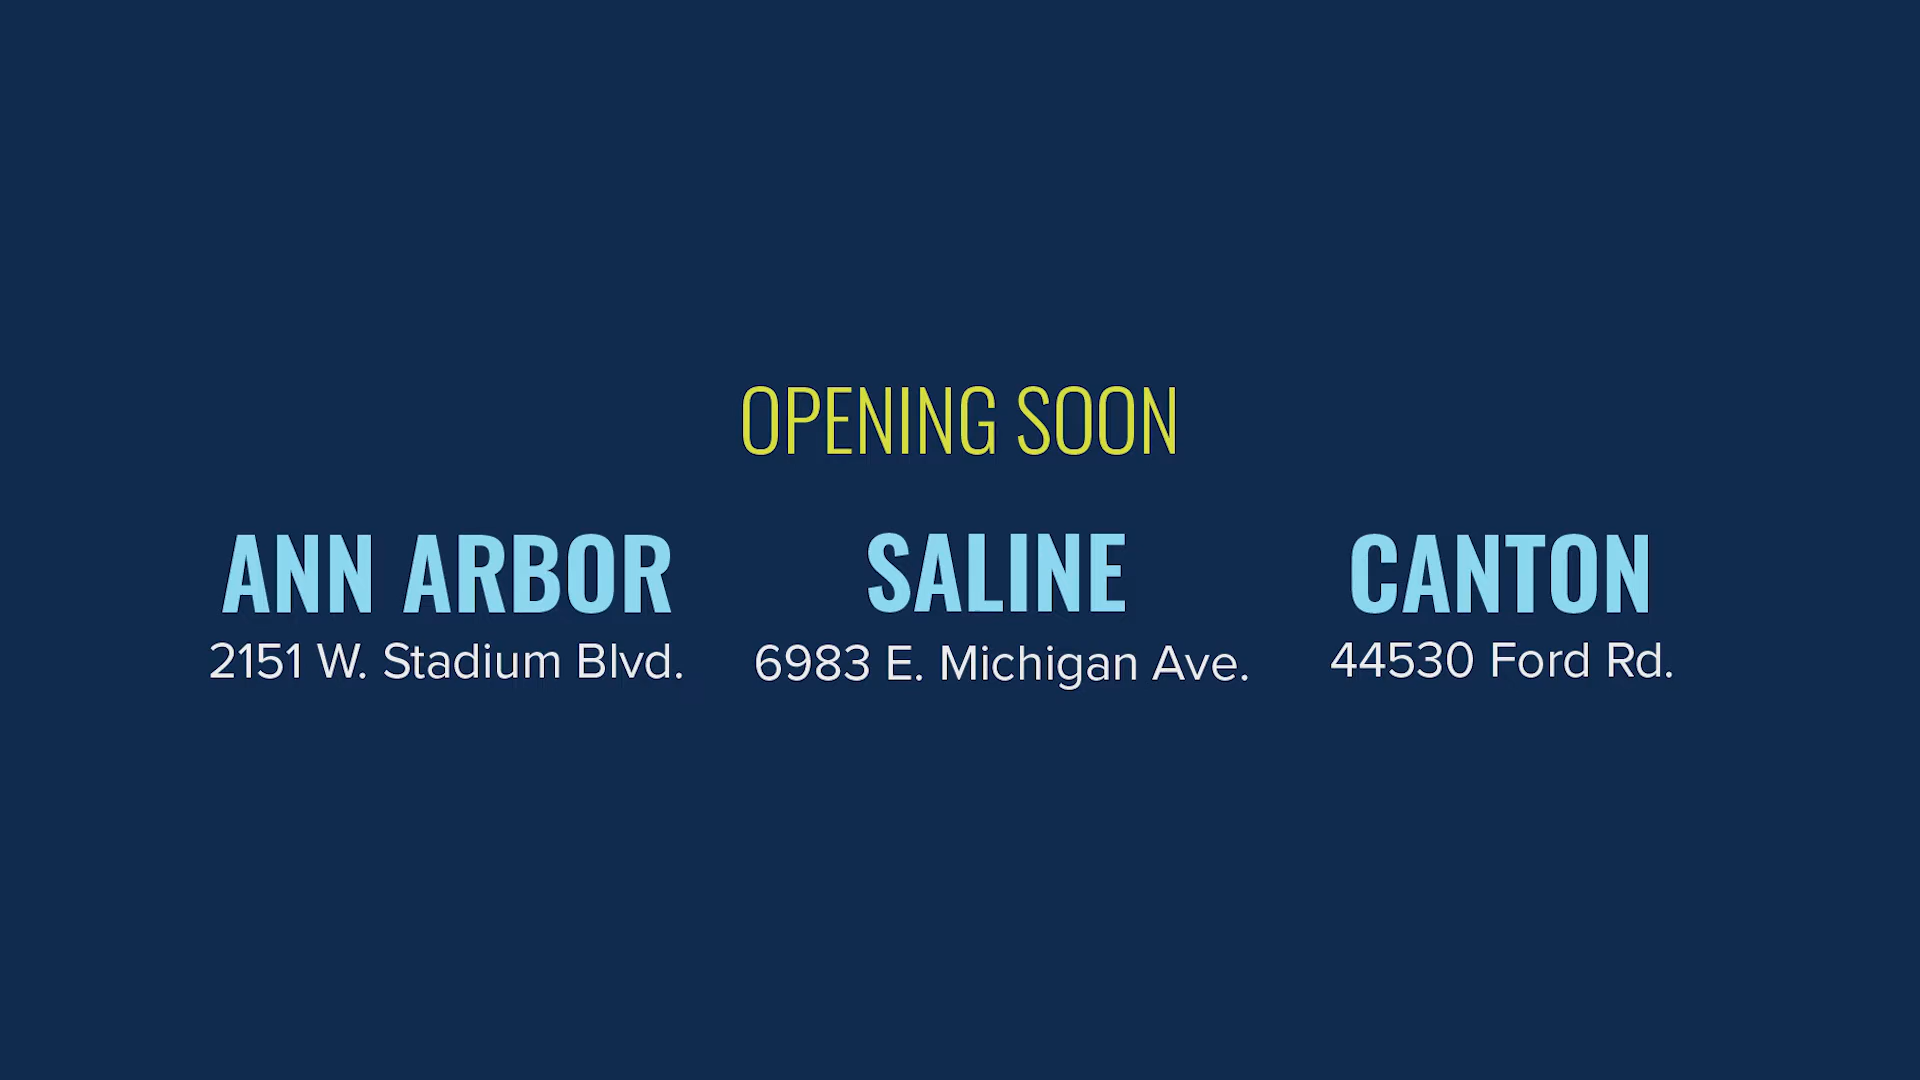 OPENING SOON
ANN ARBOR
2151 W. Stadium Blvd.
SALINE
6983 E. Michigan Ave.
CANTON
44530 Ford Rd.